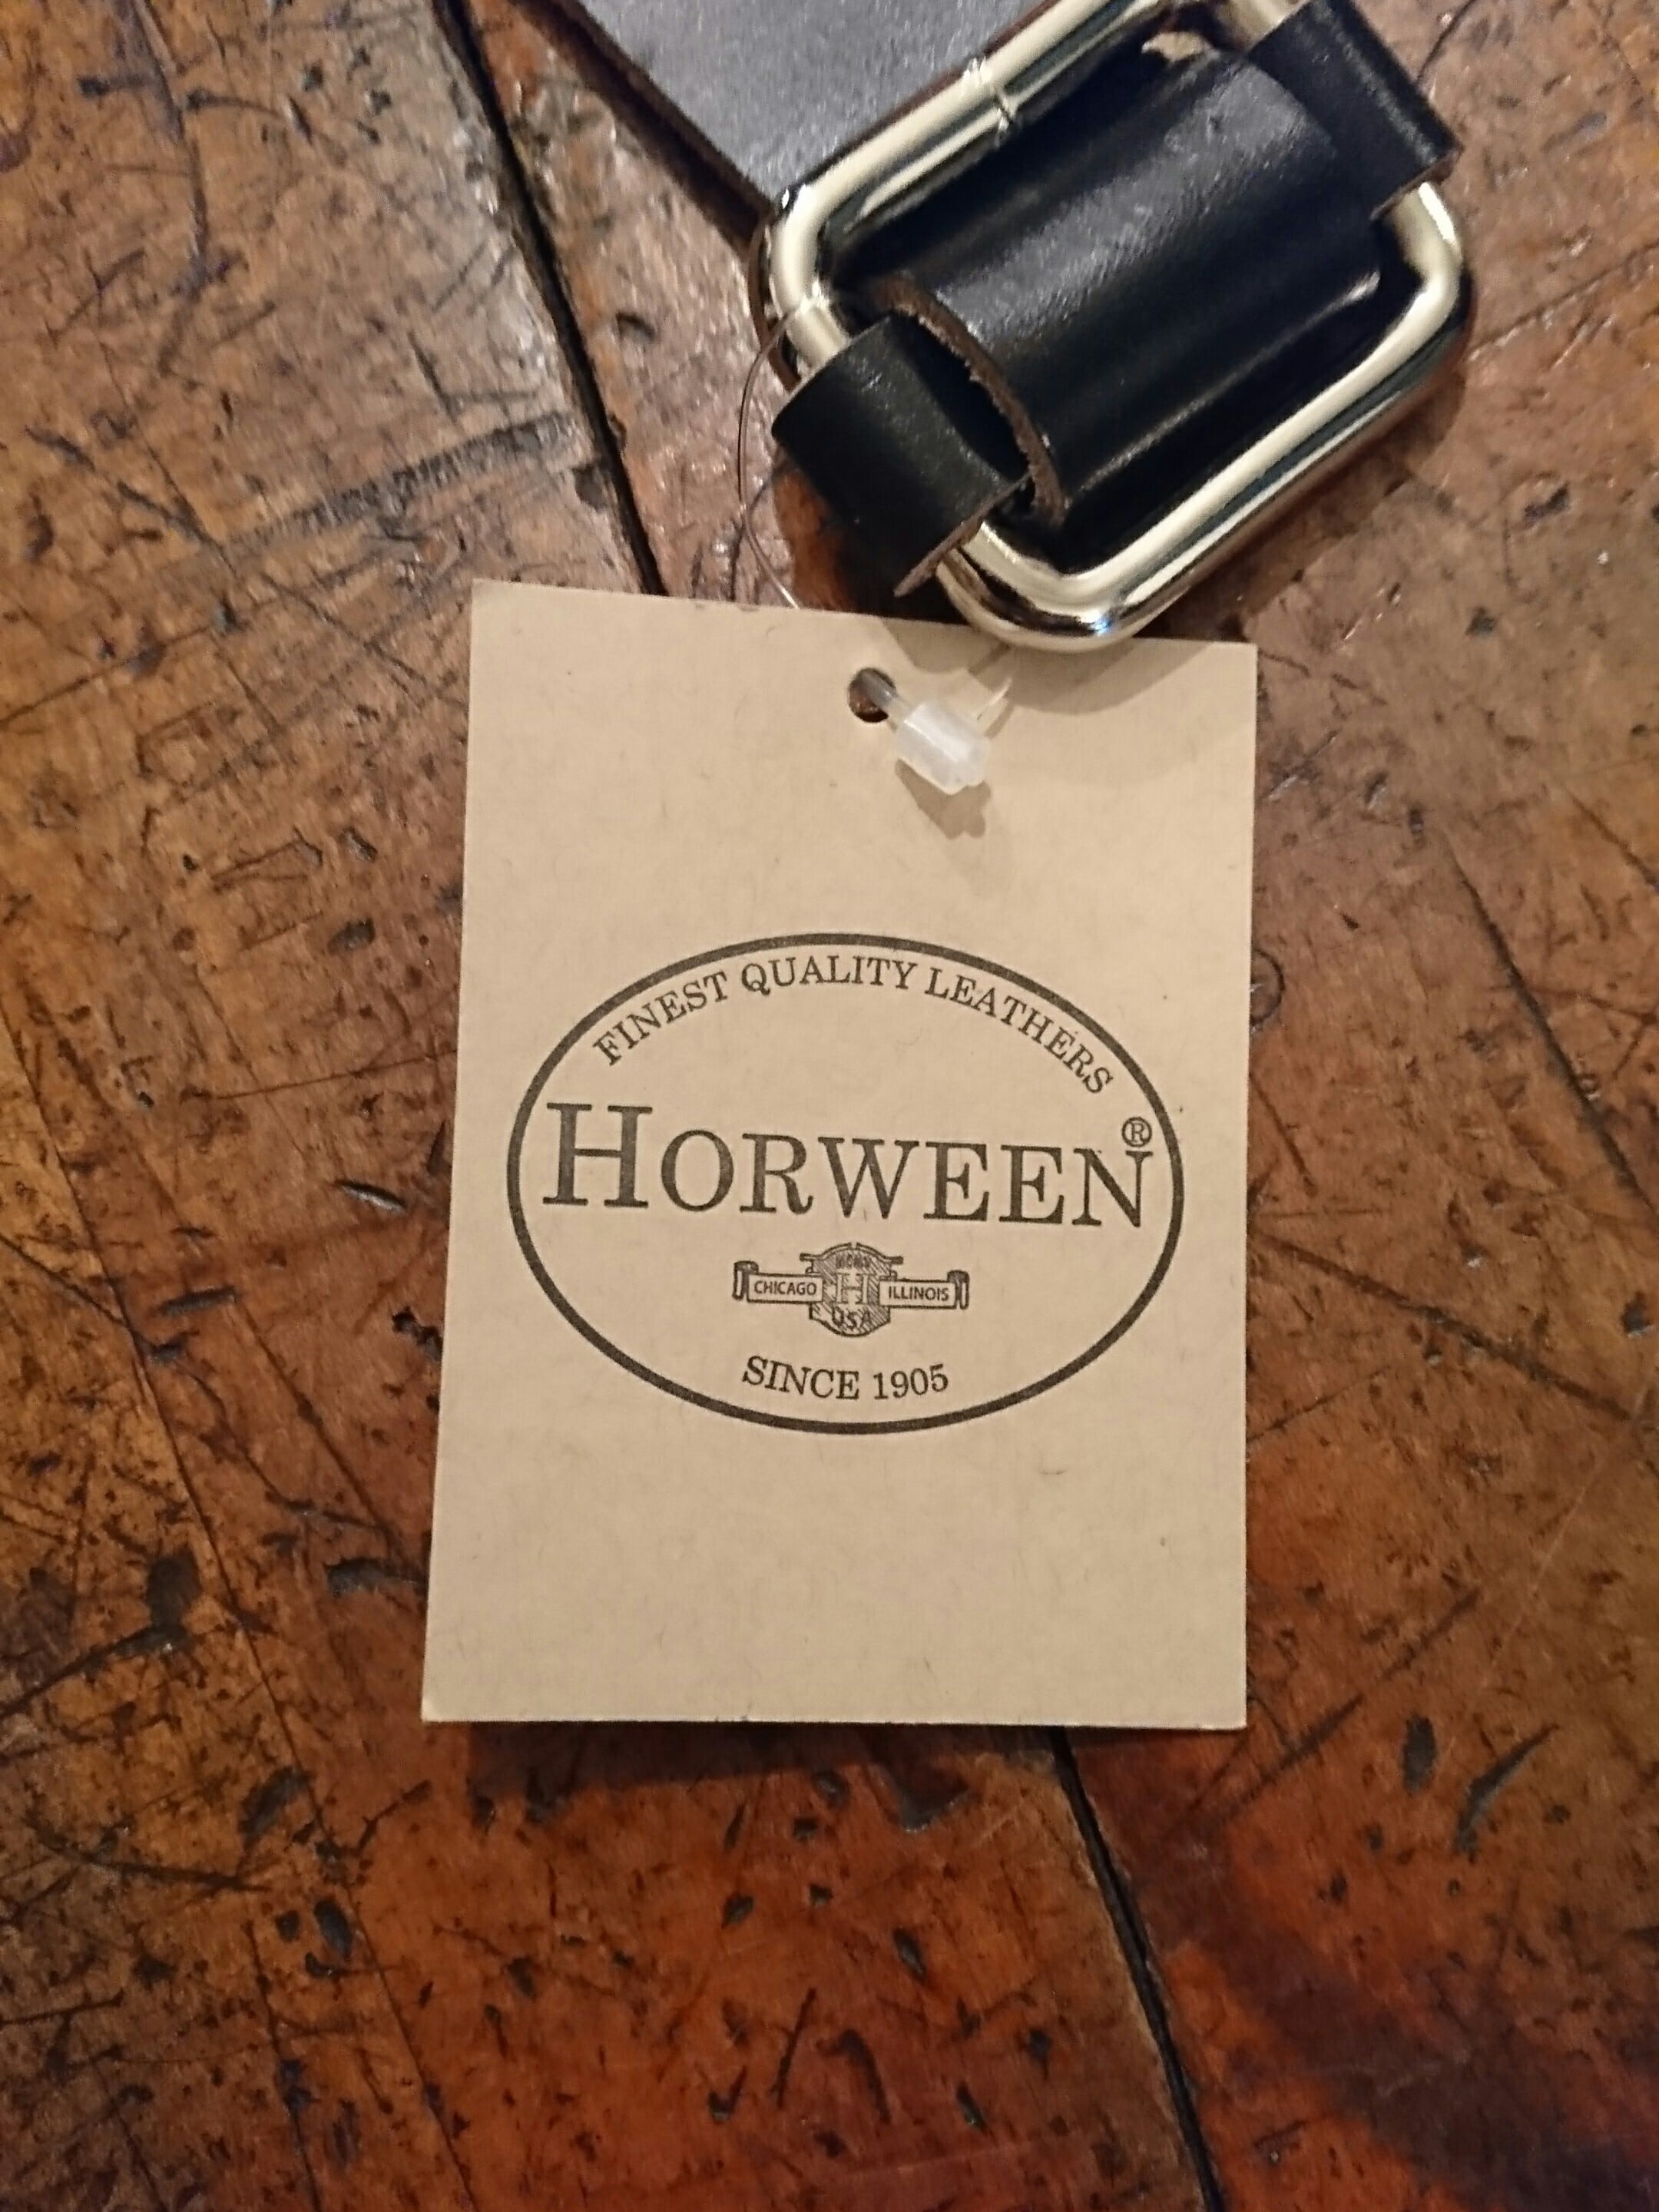 FINEST QUALITY LEATHERS
HORWEEN®
CHICAGO H ILLINOIS
USA
SINCE 1905